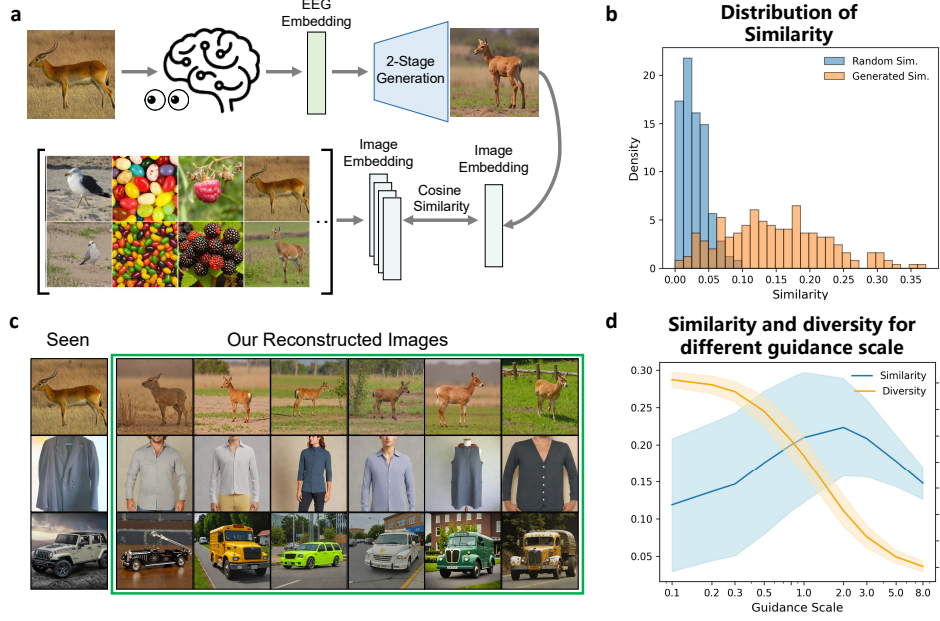 a
EEG
Embedding
2-Stage
Generation
Image
Embedding
Image
Embedding
Cosine
Similarity
...
b
Distribution of
Similarity
Random Sim.
Generated Sim.
Density
20
15
10
5
0
0.00 0.05 0.10 0.15 0.20 0.25 0.30 0.35
Similarity
c
Seen
Our Reconstructed Images
d
Similarity and diversity for
different guidance scale
Similarity
Diversity
0.30
0.25
0.20
0.15
0.10
0.05
0.1 0.2 0.3 0.5 1.0 2.0 3.0 5.0 8.0
Guidance Scale